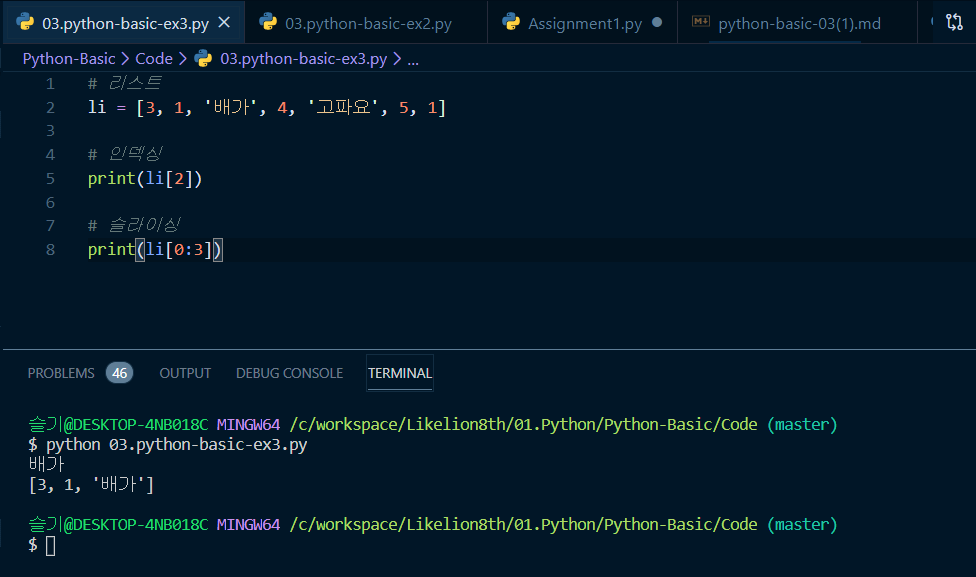 03.python-basic-ex3.py 03.python-basic-ex2.py Assignment1.py python-basic-03(1).md
Python-Basic > Code > 03.python-basic-ex3.py > ...
1 # 리스트
2 li = [3, 1, '배가', 4, '고파요', 5, 1]
3
4 # 인덱싱
5 print(li[2])
6
7 # 슬라이싱
8 print(li[0:3])
PROBLEMS 46 OUTPUT DEBUG CONSOLE TERMINAL
슬기@DESKTOP-4NB018C MINGW64 /c/workspace/Likelion8th/01.Python/Python-Basic/Code (master)
$ python 03.python-basic-ex3.py
배가
[3, 1, '배가']
슬기@DESKTOP-4NB018C MINGW64 /c/workspace/Likelion8th/01.Python/Python-Basic/Code (master)
$